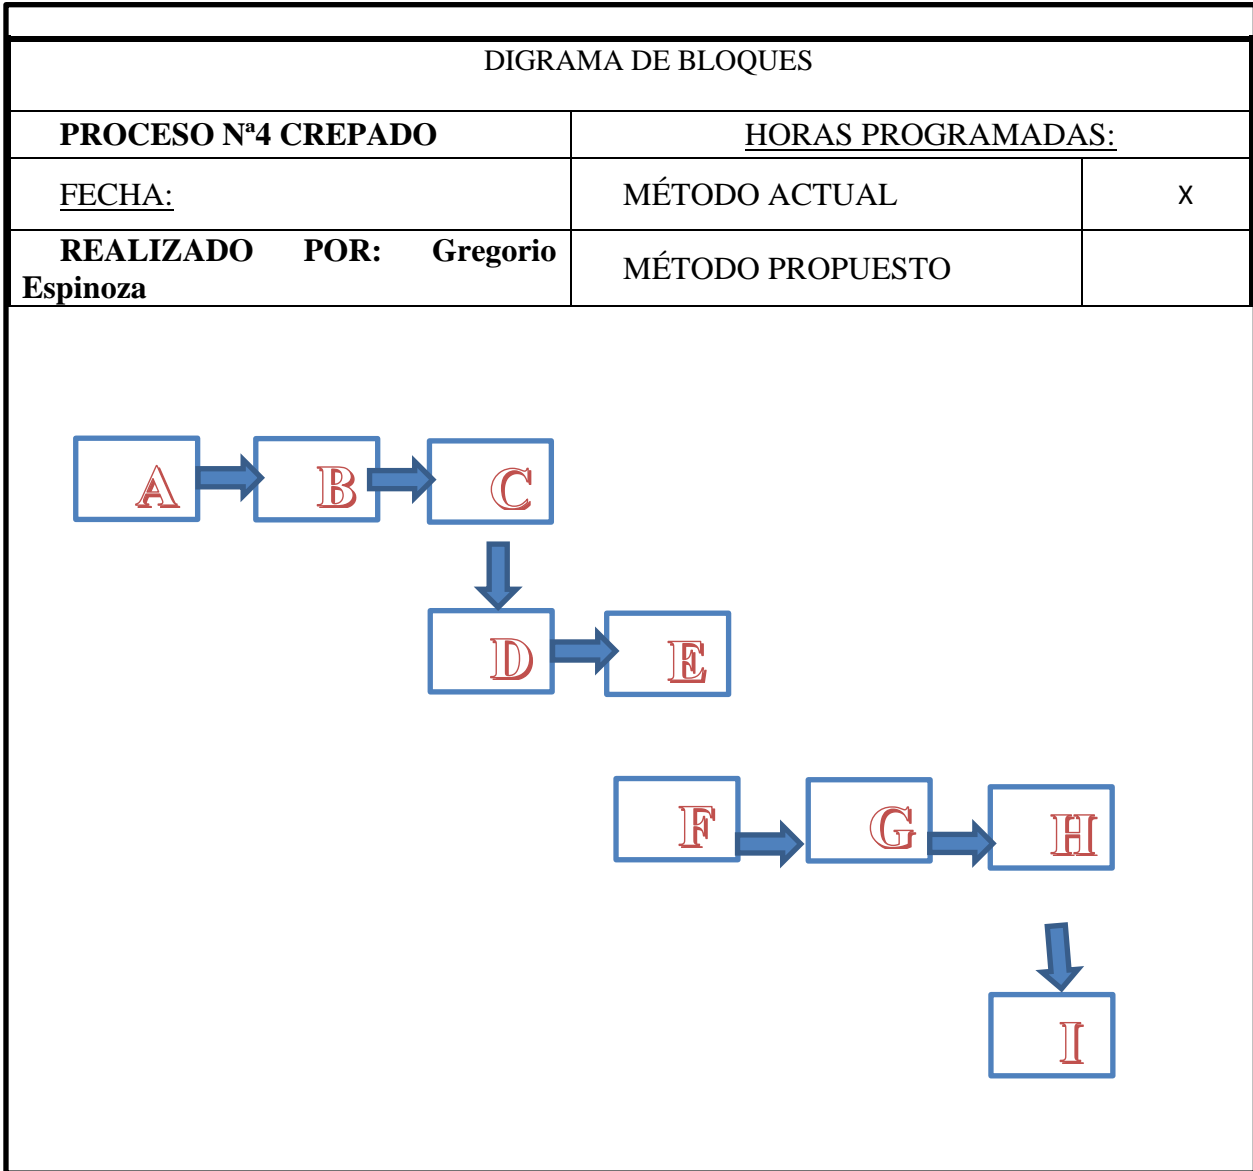 DIGRAMA DE BLOQUES
PROCESO Nª4 CREPADO
HORAS PROGRAMADAS:
FECHA:
MÉTODO ACTUAL
X
REALIZADO POR: Gregorio
Espinoza
MÉTODO PROPUESTO
A
B
C
D
E
F
G
H
I